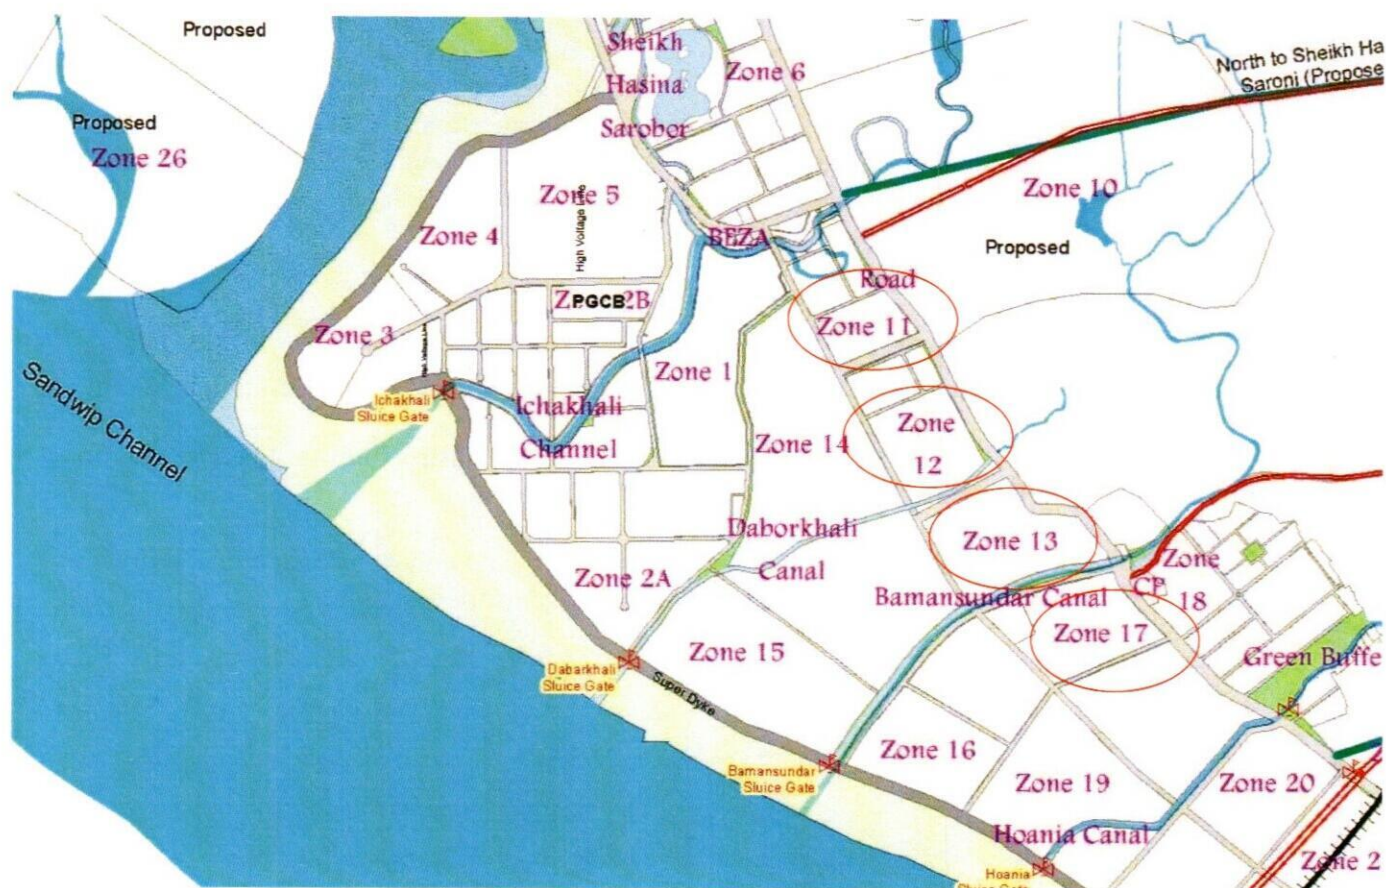 Proposed
Sheikh
Hasina
Sarobor
Zone 6
North to Sheikh Ha
Saroni (Propose
Proposed
Zone 26
Zone 5
High Voltage Line
Zone 4
Zone 10
BEZA
Proposed
Road
PGCB
2B
Zone 11
Zone 3
Zone 1
Sandwip Channel
Ichakhali
Sluice Gate
Ichakhali
Channel
Zone 14
Zone
12
Daborkhali
Canal
Zone 13
Zone 2A
Bamansundar Canal
CP
Zone
18
Zone 17
Zone 15
Green Buffe
Dabarkhali
Sluice Gate
Super Dyke
Zone 16
Bamansundar
Sluice Gate
Zone 19
Zone 20
Hoania Canal
Hoania
Sluice Gate
Zone 2